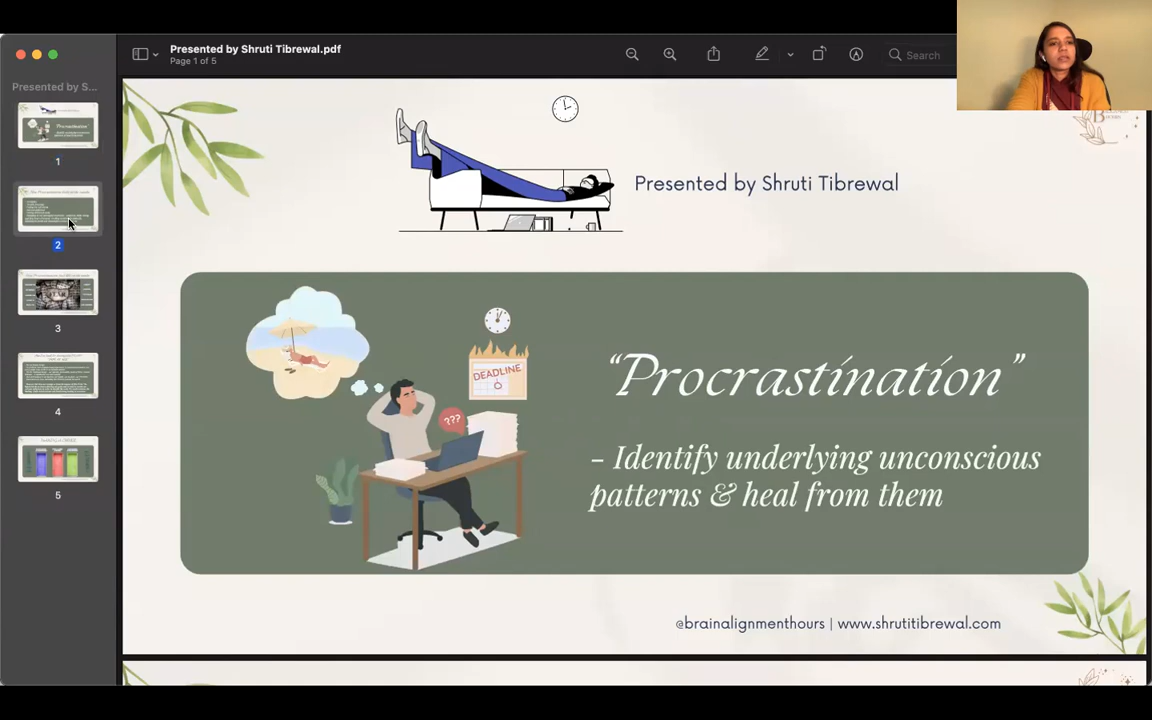 Presented by Shruti Tibrewal.pdf
Page 1 of 5
Search
Presented by S...
1
2
3
4
5
Presented by Shruti Tibrewal
DEADLINE
???
“Procrastination”
- Identify underlying unconscious
patterns & heal from them
@brainalignmenthours | www.shrutitibrewal.com